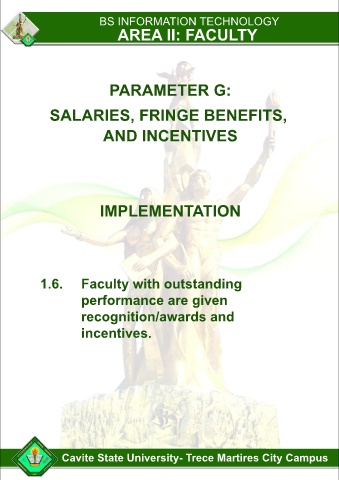 BS INFORMATION TECHNOLOGY
AREA II: FACULTY
PARAMETER G:
SALARIES, FRINGE BENEFITS,
AND INCENTIVES
IMPLEMENTATION
1.6. Faculty with outstanding
performance are given
recognition/awards and
incentives.
Cavite State University- Trece Martires City Campus